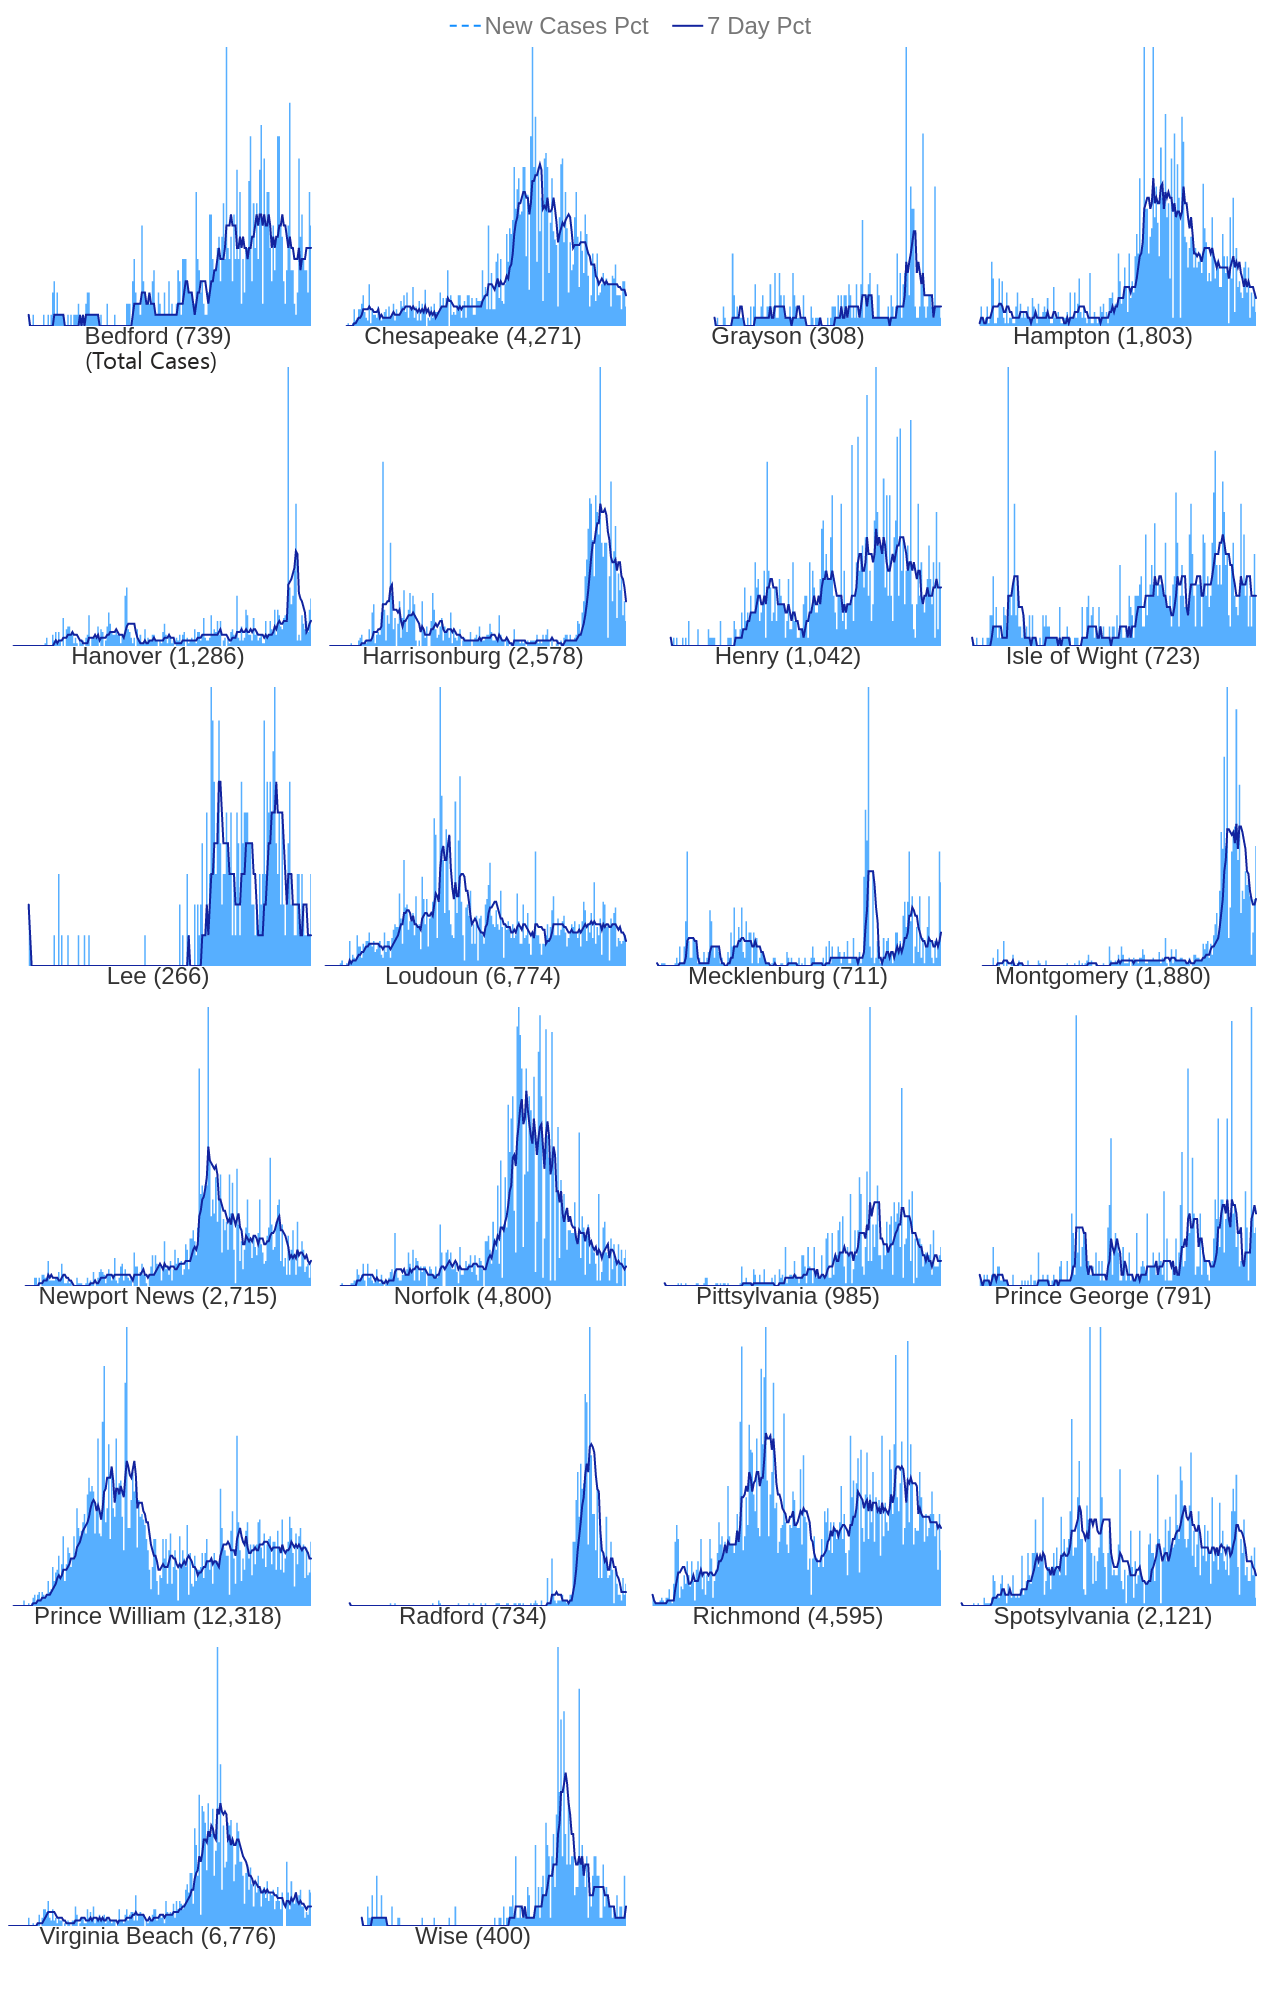 New Cases Pct 7 Day Pct
Bedford (739) Chesapeake (4,271) Grayson (308) Hampton (1,803)
(Total Cases)
Hanover (1,286) Harrisonburg (2,578) Henry (1,042) Isle of Wight (723)
Lee (266) Loudoun (6,774) Mecklenburg (711) Montgomery (1,880)
Newport News (2,715) Norfolk (4,800) Pittsylvania (985) Prince George (791)
Prince William (12,318) Radford (734) Richmond (4,595) Spotsylvania (2,121)
Virginia Beach (6,776) Wise (400)